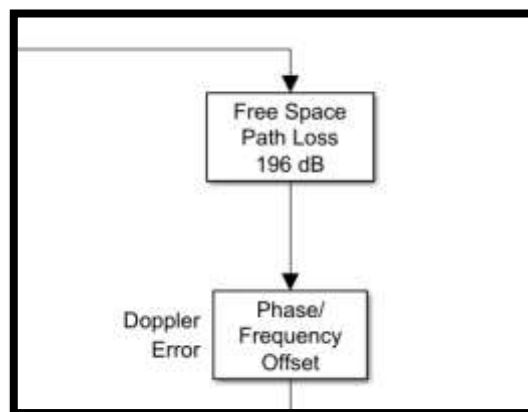 Free Space
Path Loss
196 dB
Doppler
Error
Phase/
Frequency
Offset